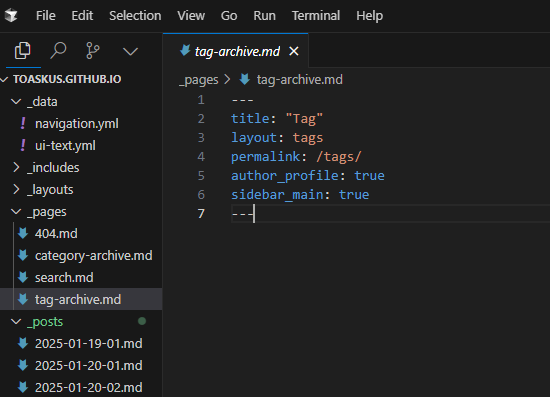 File Edit Selection View Go Run Terminal Help
tag-archive.md
TOASKUS.GITHUB.IO
_data
! navigation.yml
! ui-text.yml
_includes
_layouts
_pages
404.md
category-archive.md
search.md
tag-archive.md
_posts
2025-01-19-01.md
2025-01-20-01.md
2025-01-20-02.md
_pages > tag-archive.md
1 ---
2 title: "Tag"
3 layout: tags
4 permalink: /tags/
5 author_profile: true
6 sidebar_main: true
7 ---